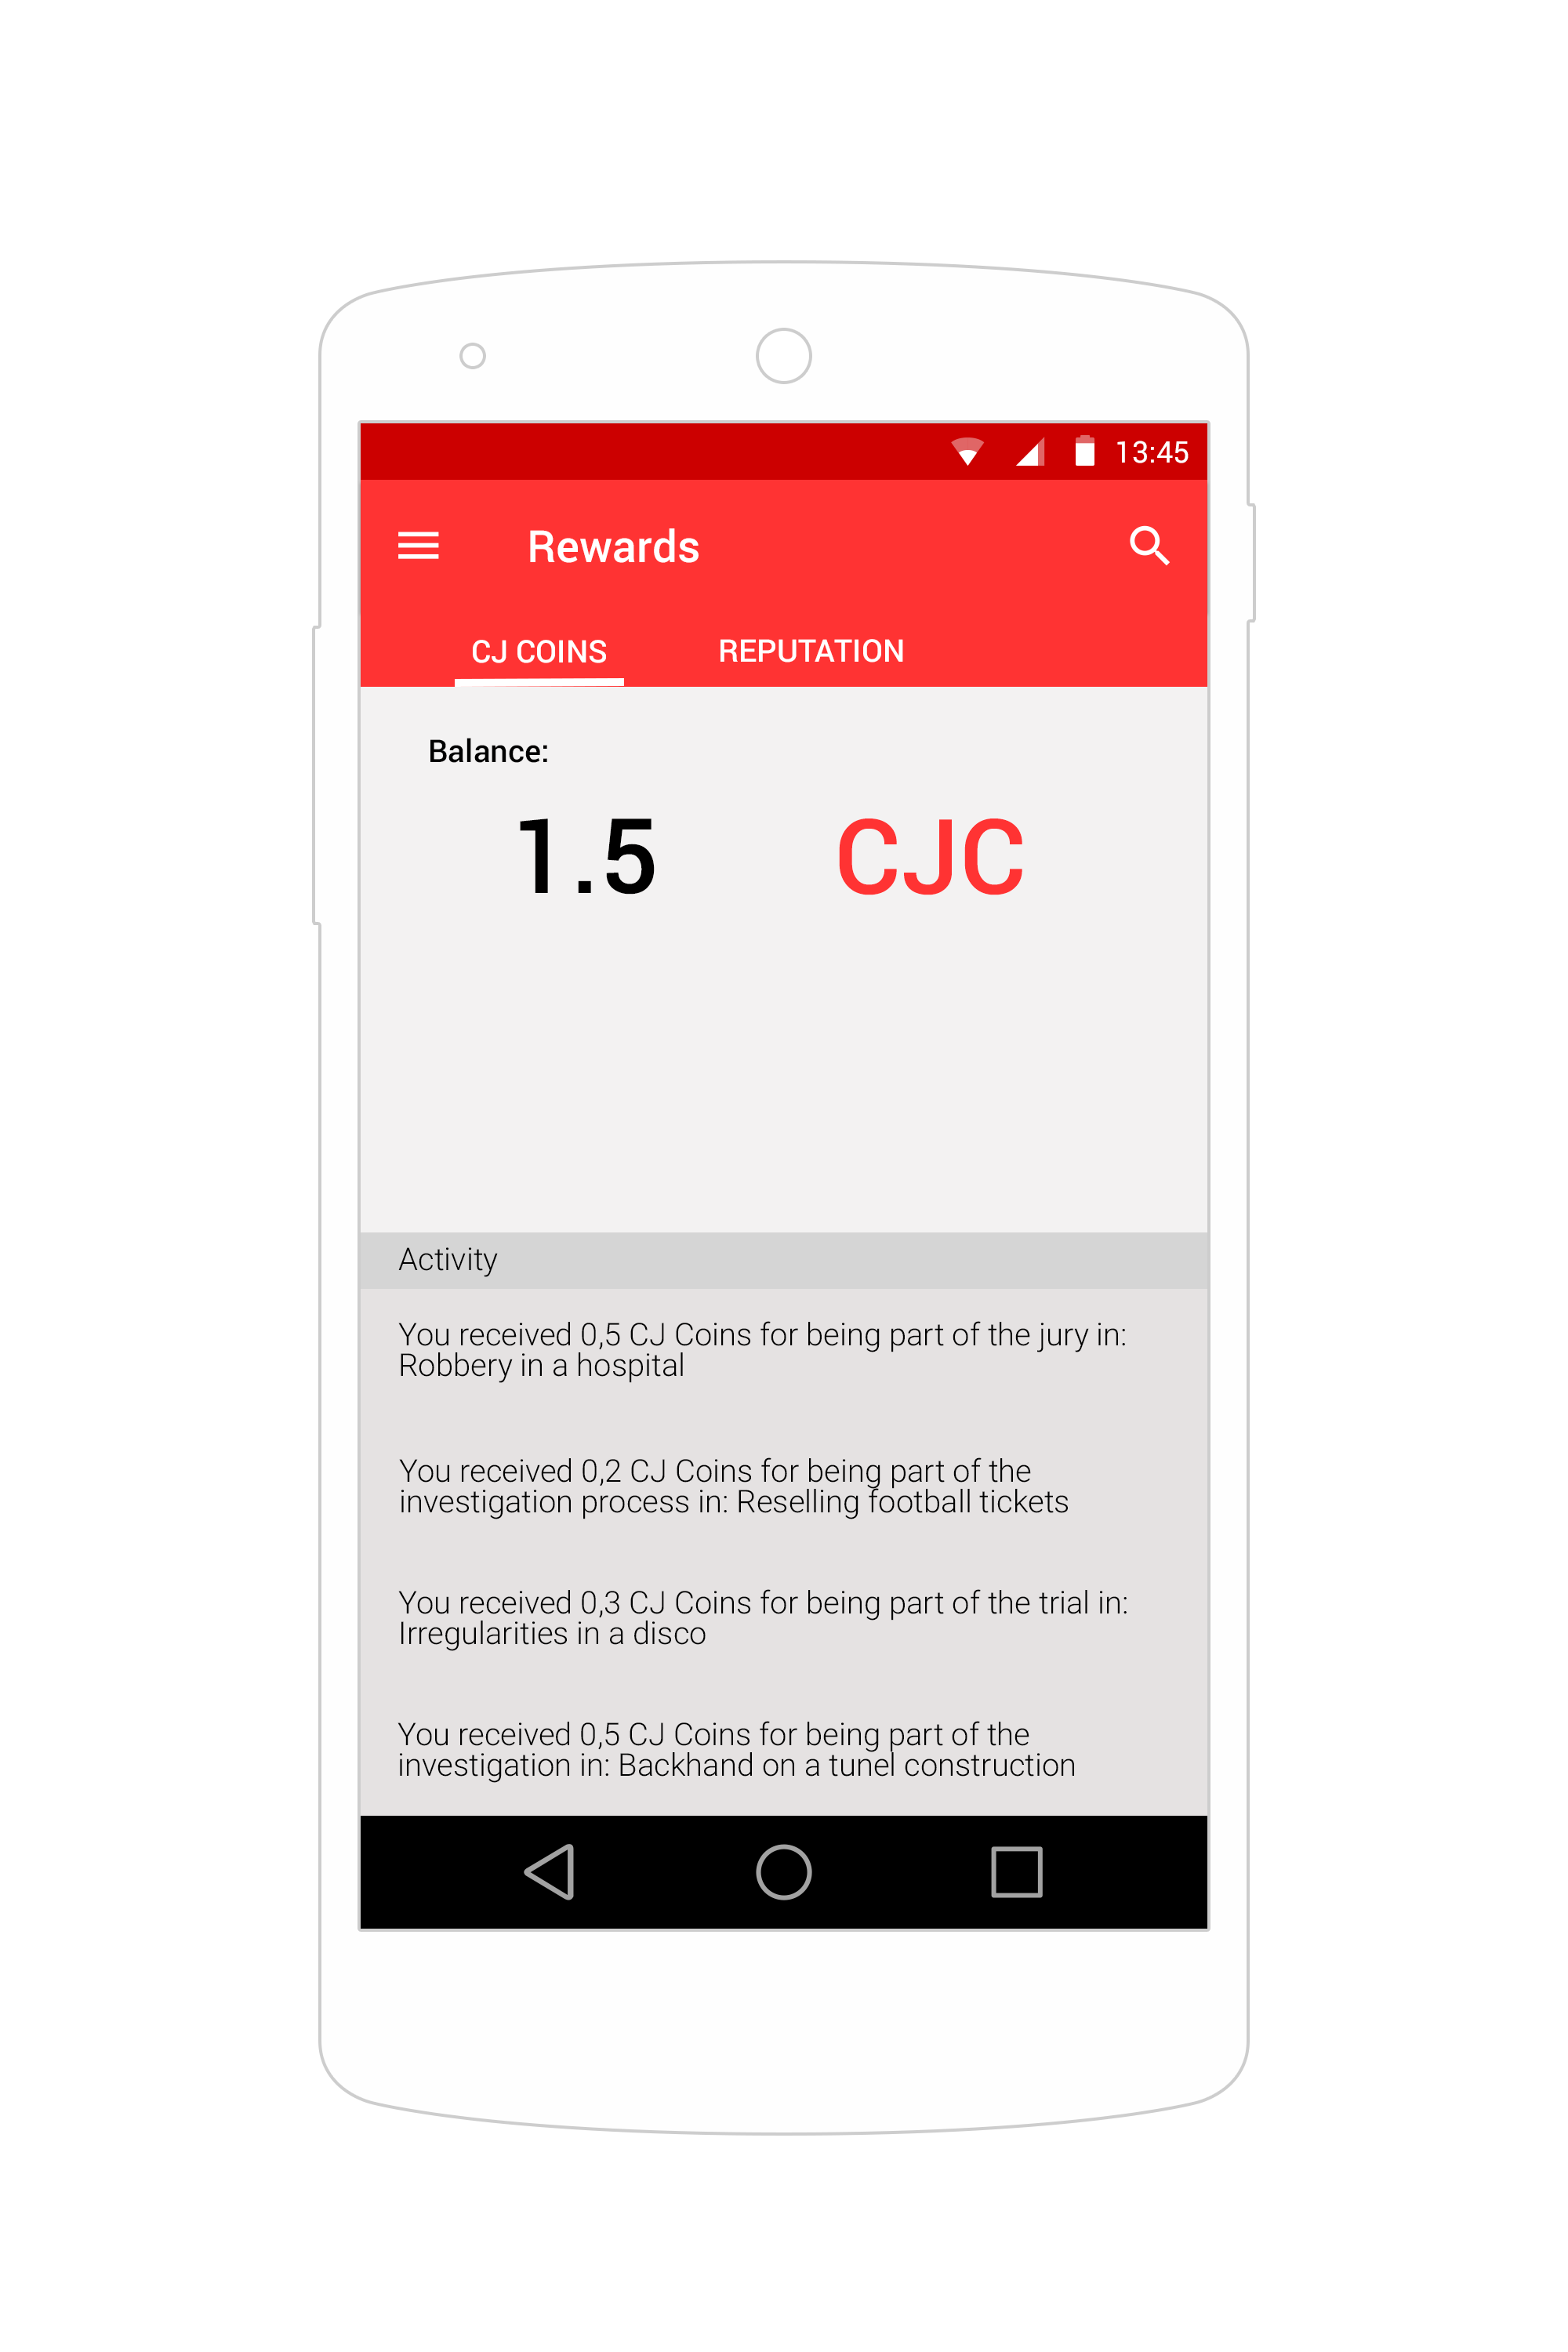 13:45
Rewards
CJ COINS REPUTATION
Balance:
1.5 CJC
Activity
You received 0,5 CJ Coins for being part of the jury in:
Robbery in a hospital
You received 0,2 CJ Coins for being part of the
investigation process in: Reselling football tickets
You received 0,3 CJ Coins for being part of the trial in:
Irregularities in a disco
You received 0,5 CJ Coins for being part of the
investigation in: Backhand on a tunel construction